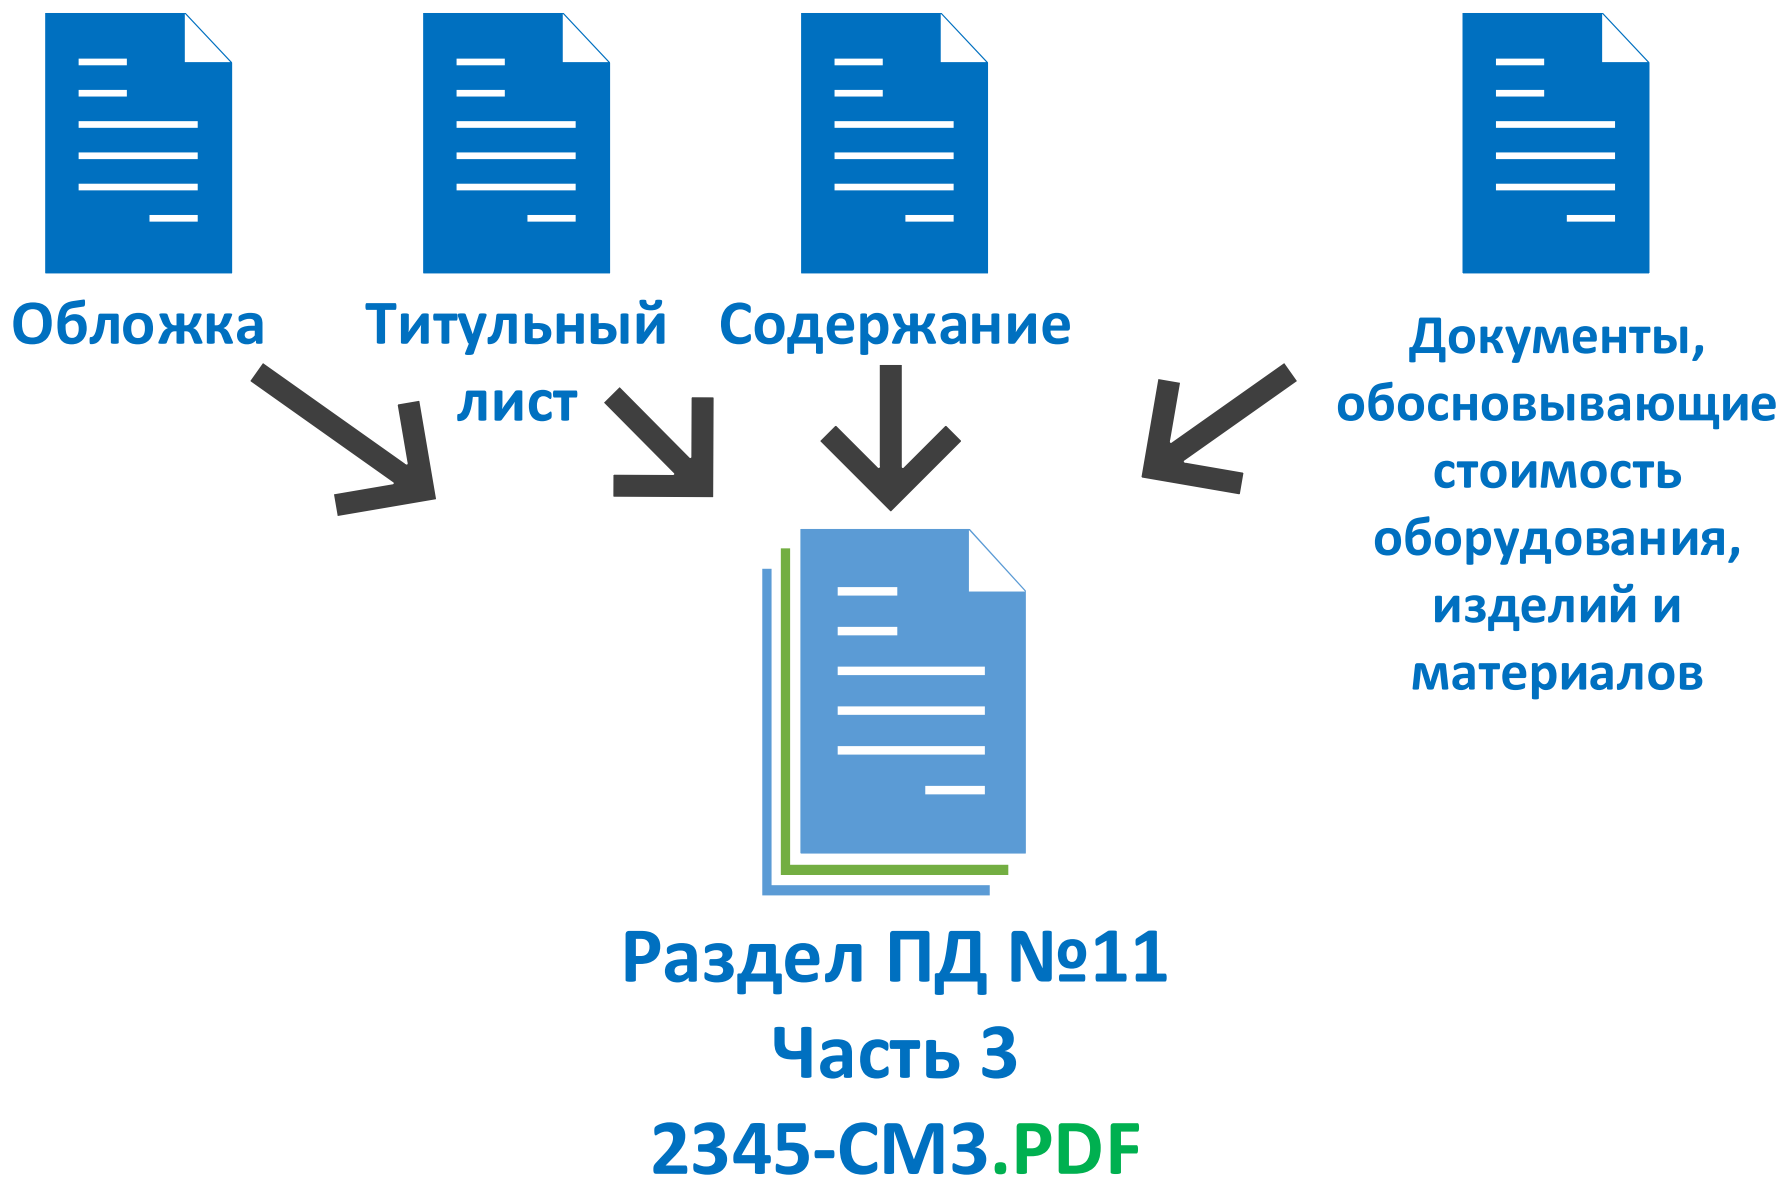 Обложка
Титульный
лист
Содержание
Документы,
обосновывающие
стоимость
оборудования,
изделий и
материалов
Раздел ПД №11
Часть 3
2345-СМ3.PDF